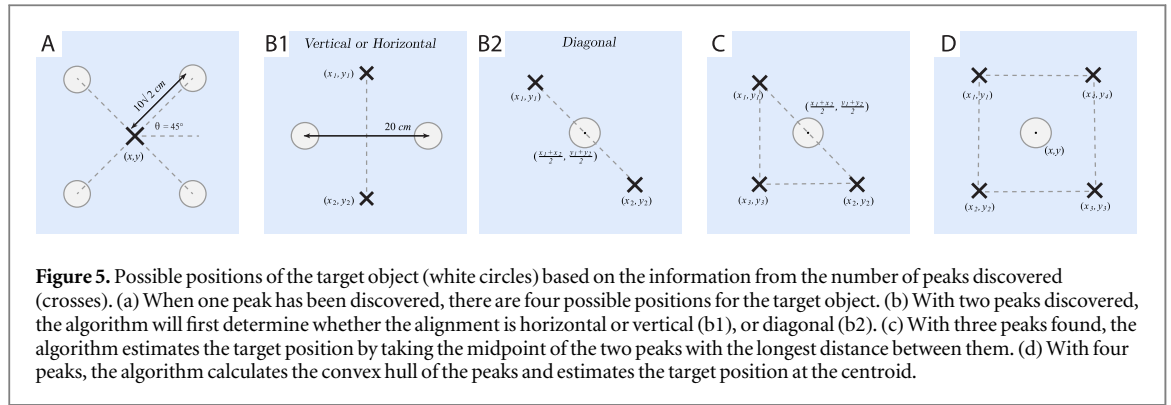 A
10√2 cm
θ = 45°
(x,y)
B1
Vertical or Horizontal
(x₁, y₁)
20 cm
(x₂, y₂)
B2
Diagonal
(x₁, y₁)
(x₁+x₂/2, y₁+y₂/2)
(x₂, y₂)
C
(x₁, y₁)
(x₁+x₂/2, y₁+y₂/2)
(x₃, y₃)
(x₂, y₂)
D
(x₁, y₁)
(x₄, y₄)
(x,y)
(x₂, y₂)
(x₃, y₃)
Figure 5. Possible positions of the target object (white circles) based on the information from the number of peaks discovered
(crosses). (a) When one peak has been discovered, there are four possible positions for the target object. (b) With two peaks discovered,
the algorithm will first determine whether the alignment is horizontal or vertical (b1), or diagonal (b2). (c) With three peaks found, the
algorithm estimates the target position by taking the midpoint of the two peaks with the longest distance between them. (d) With four
peaks, the algorithm calculates the convex hull of the peaks and estimates the target position at the centroid.